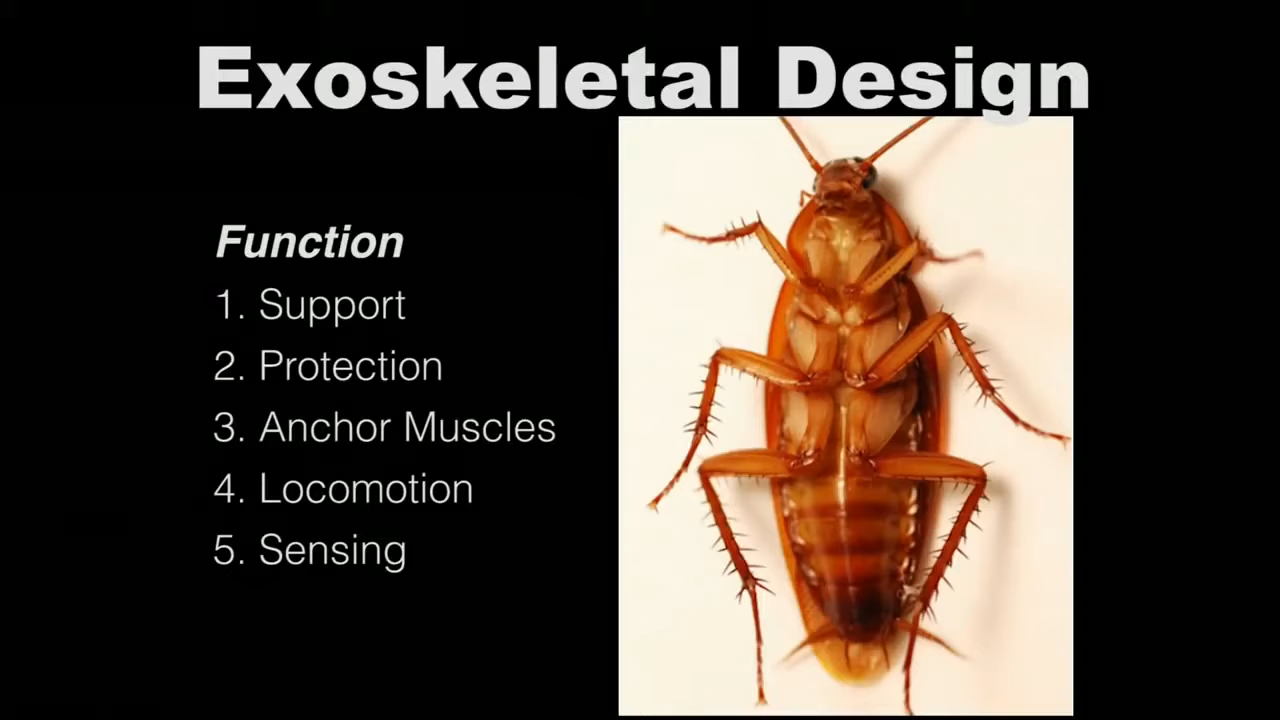 Exoskeletal Design
Function
1. Support
2. Protection
3. Anchor Muscles
4. Locomotion
5. Sensing